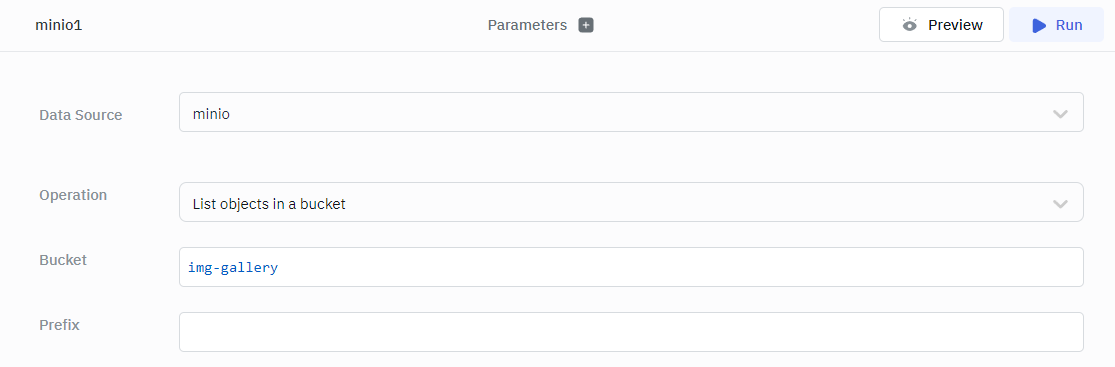 minio1 Parameters + Preview Run
Data Source minio
Operation List objects in a bucket
Bucket img-gallery
Prefix